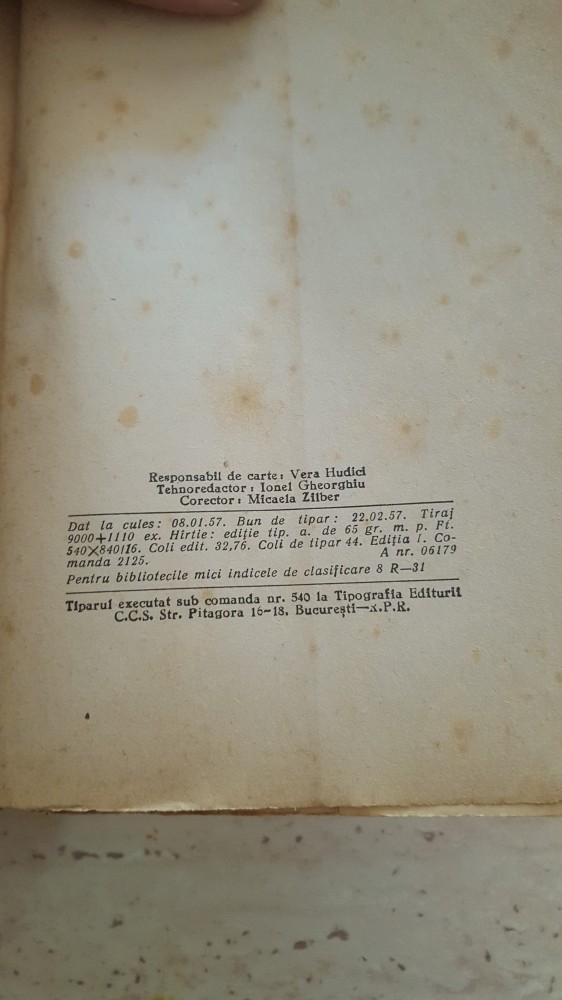 Responsabil de carte: Vera Hudici
Tehnoredactor: Ionel Gheorghiu
Corector: Micaela Zilber
Dat la cules: 08.01.57. Bun de tipar: 22.02.57. Tiraj
9000+1110 ex. Hirtie: ediție tip. a. de 65 gr. m. p. Ft.
540×840/16. Coli edit. 32,76. Coli de tipar 44. Ediția I. Co-
manda 2125. A nr. 06179
Pentru bibliotecile mici indicele de clasificare 8 R—31
Tiparul executat sub comanda nr. 540 la Tipografia Editurii
C.C.S. Str. Pitagora 16-18, București—R.P.R.